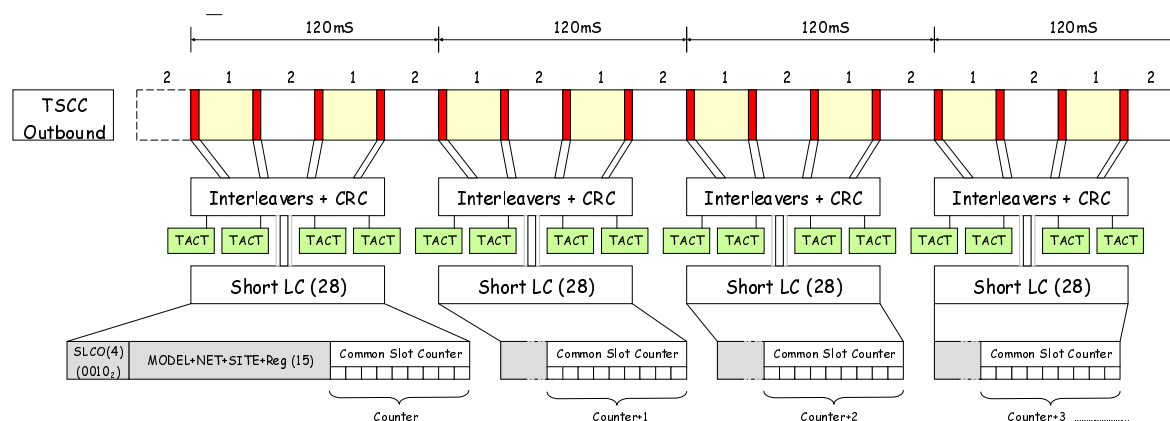 120mS 120mS 120mS 120mS
2 1 2 1 2 1 2 1 2 1 2 1 2 1 2 1 2
TSCC
Outbound
Interleavers + CRC Interleavers + CRC Interleavers + CRC Interleavers + CRC
TACT TACT TACT TACT TACT TACT TACT TACT TACT TACT TACT TACT TACT TACT TACT TACT
Short LC (28) Short LC (28) Short LC (28) Short LC (28)
SLCO(4)
(0010₂)
MODEL+NET+SITE+Reg (15)
Common Slot Counter Common Slot Counter Common Slot Counter Common Slot Counter
Counter Counter+1 Counter+2 Counter+3 ..............